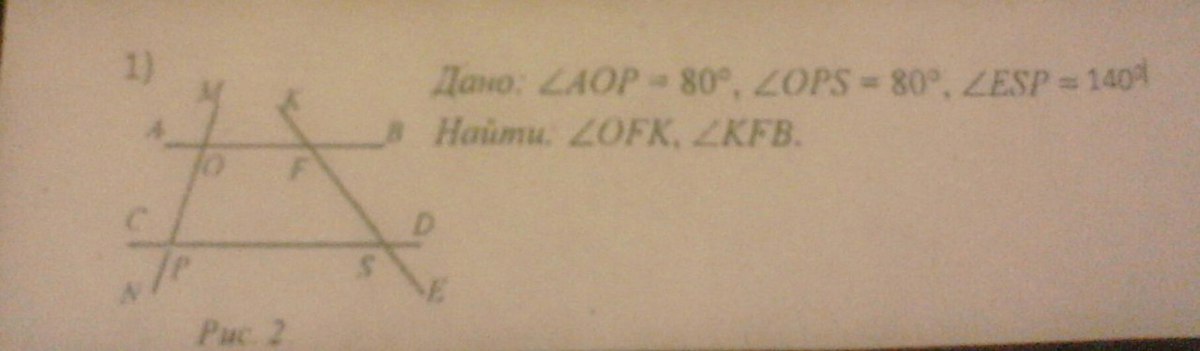 1)
Дано: ∠AOP = 80°, ∠OPS = 80°, ∠ESP = 140°
Найти: ∠OFK, ∠KFB.
M K
A B
O F
C D
P S
N E
Рис. 2